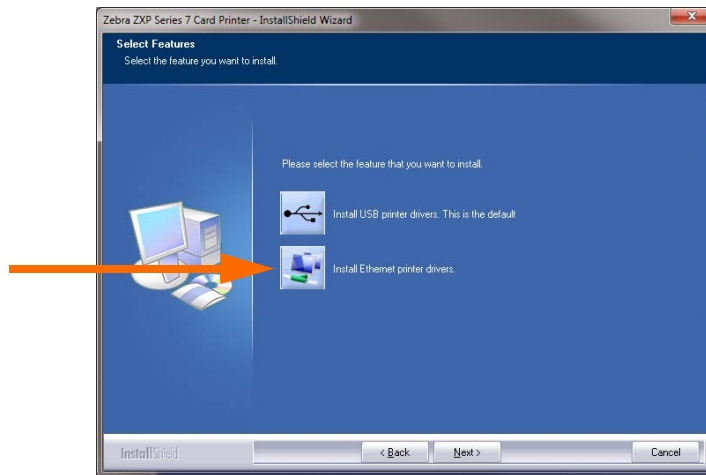 Zebra ZXP Series 7 Card Printer - InstallShield Wizard
Select Features
Select the feature you want to install.
Please select the feature that you want to install.
Install USB printer drivers. This is the default
Install Ethernet printer drivers.
InstallShield
< Back Next > Cancel